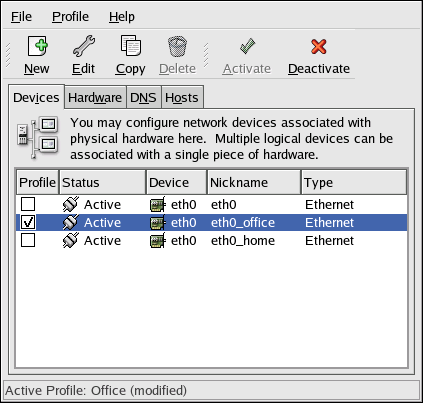 File Profile Help
New Edit Copy Delete Activate Deactivate
Devices Hardware DNS Hosts
You may configure network devices associated with
physical hardware here. Multiple logical devices can be
associated with a single piece of hardware.
Profile Status Device Nickname Type
Active eth0 eth0 Ethernet
Active eth0 eth0_office Ethernet
Active eth0 eth0_home Ethernet
Active Profile: Office (modified)